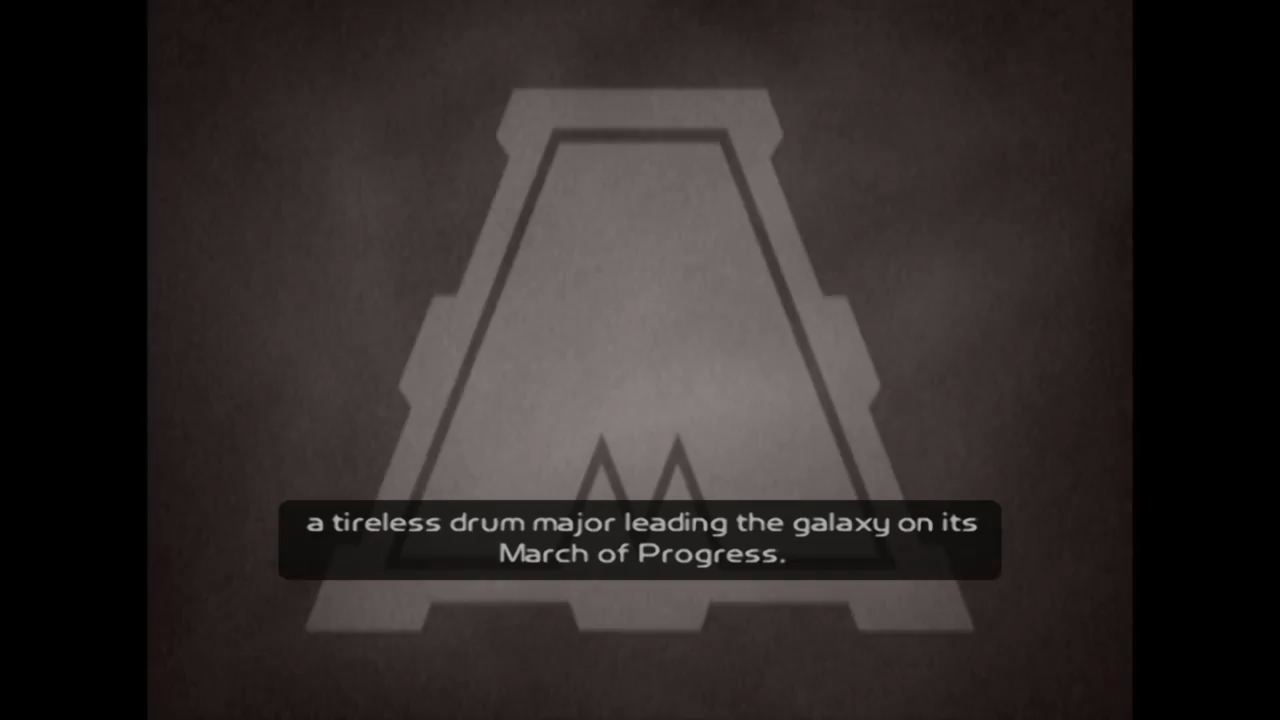 a tireless drum major leading the galaxy on its
March of Progress.